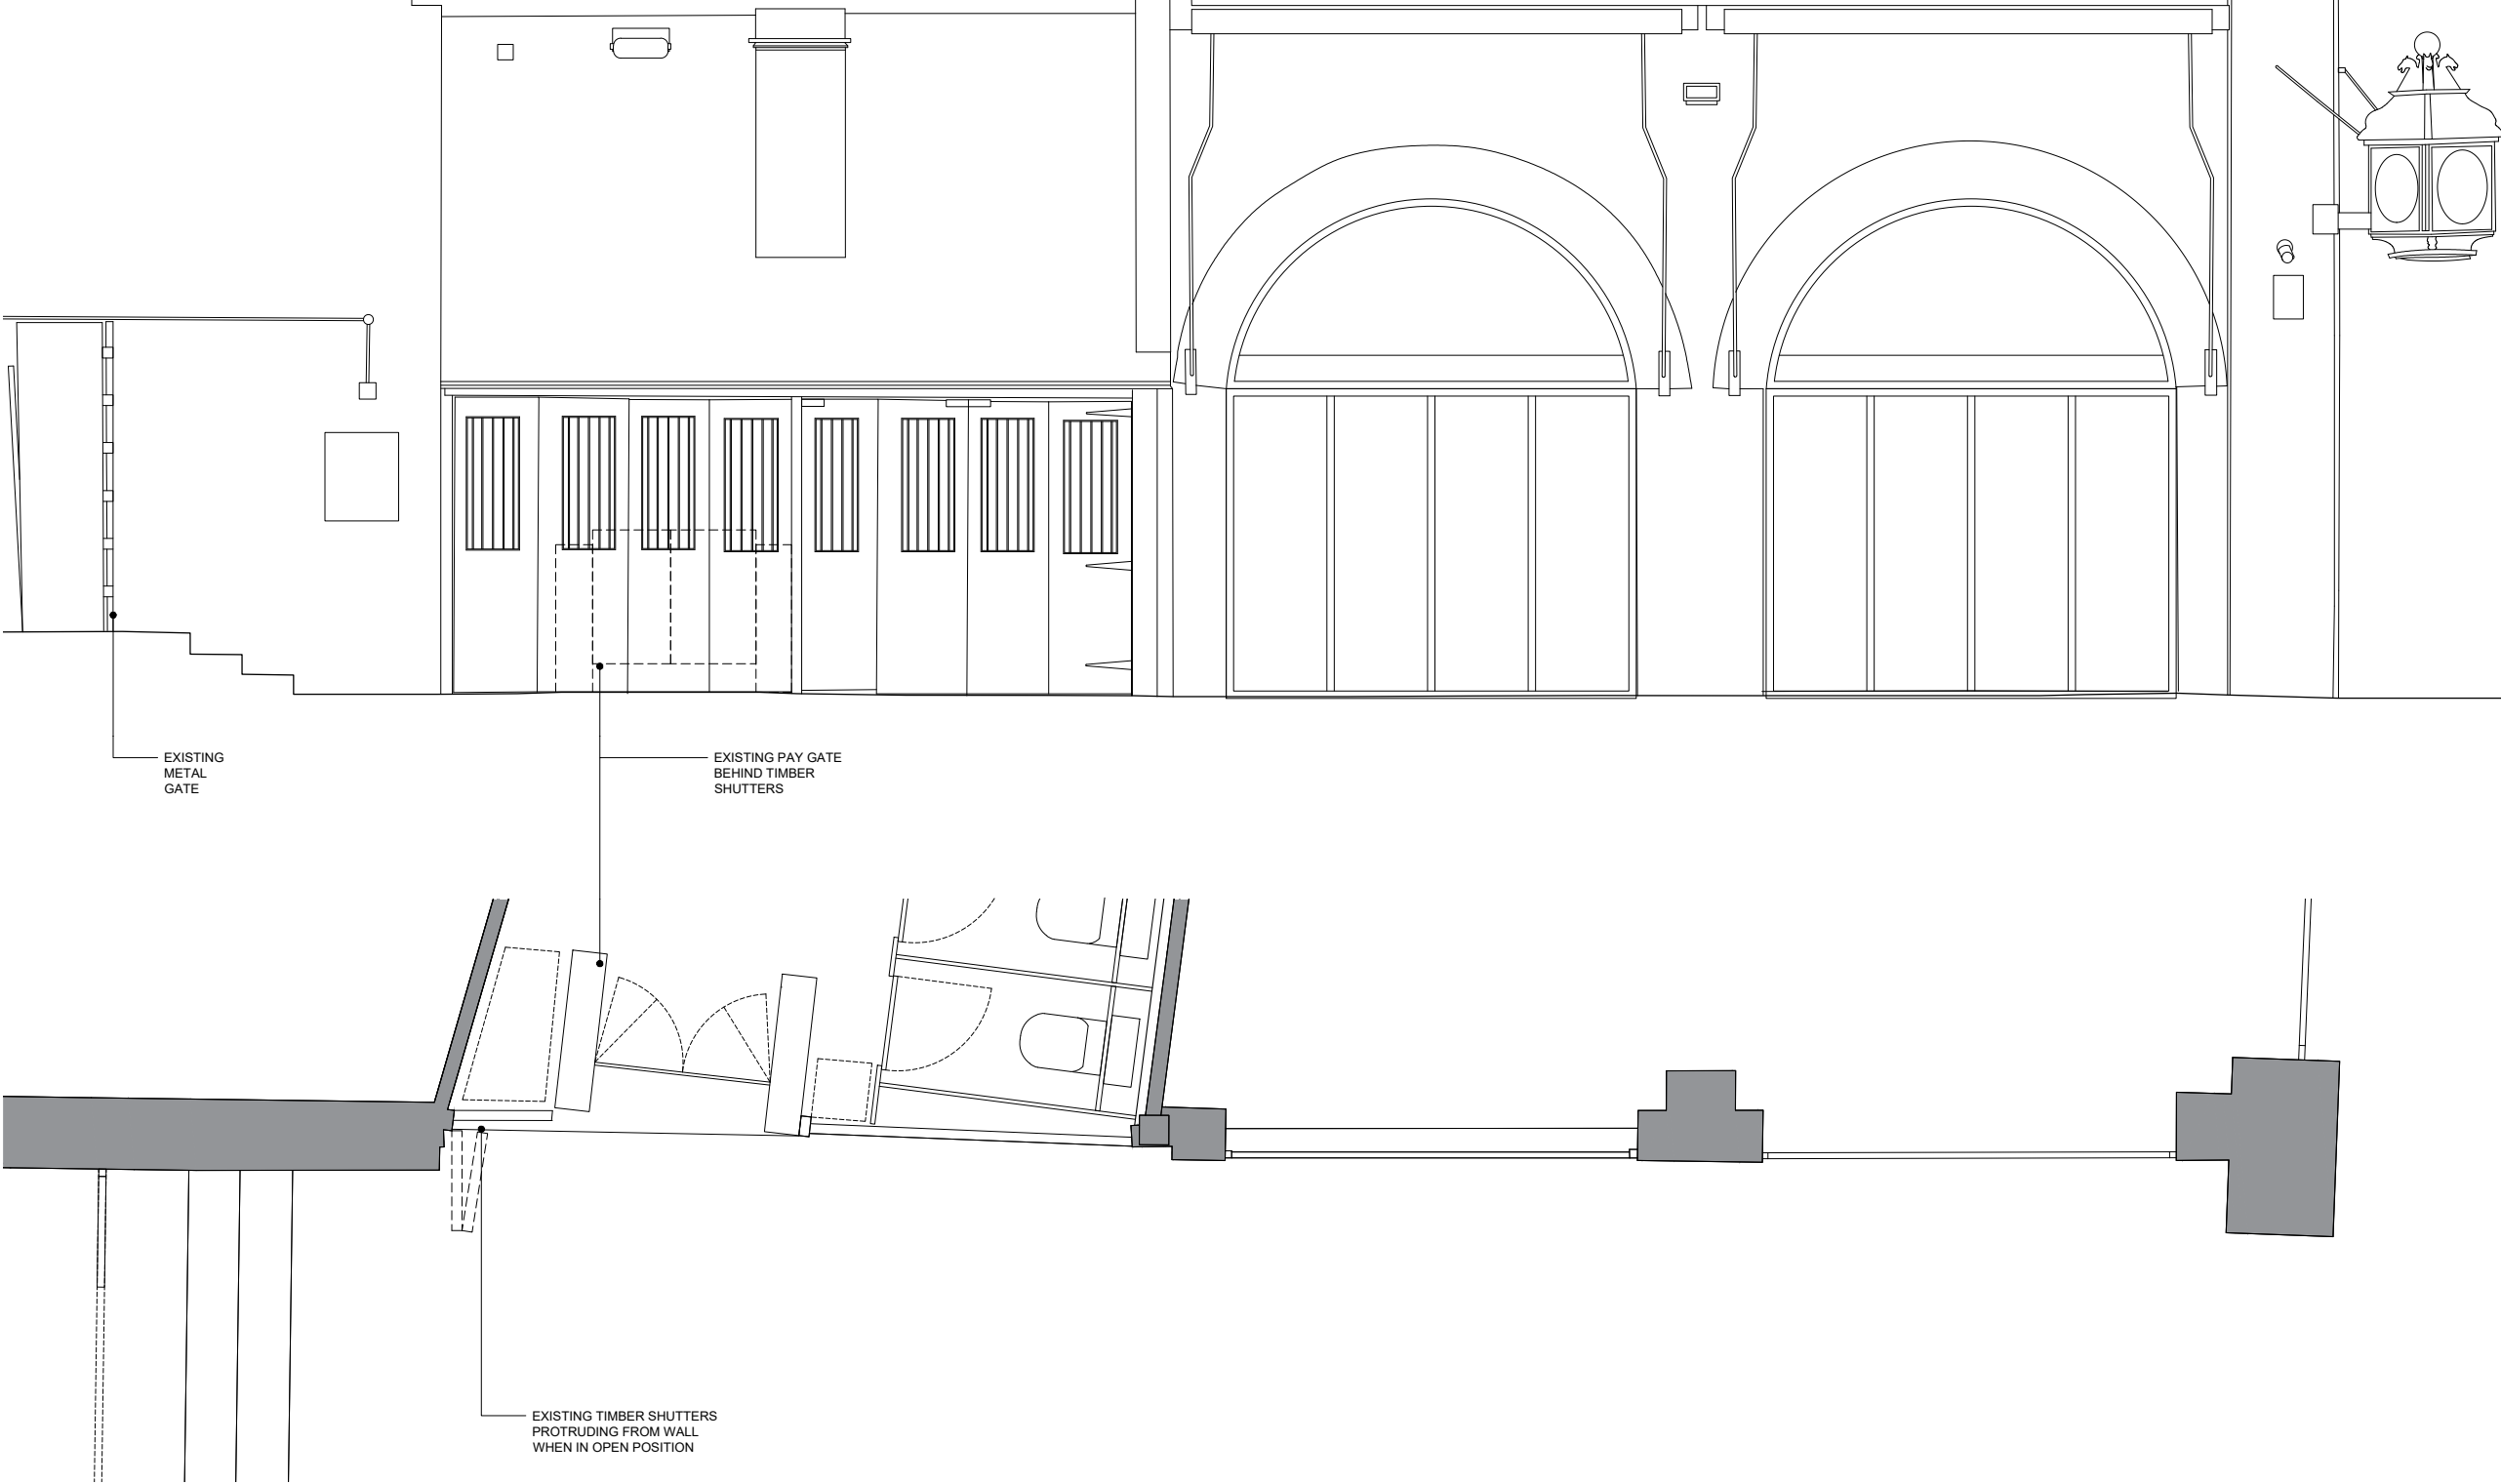 EXISTING
METAL
GATE
EXISTING PAY GATE
BEHIND TIMBER
SHUTTERS
EXISTING TIMBER SHUTTERS
PROTRUDING FROM WALL
WHEN IN OPEN POSITION